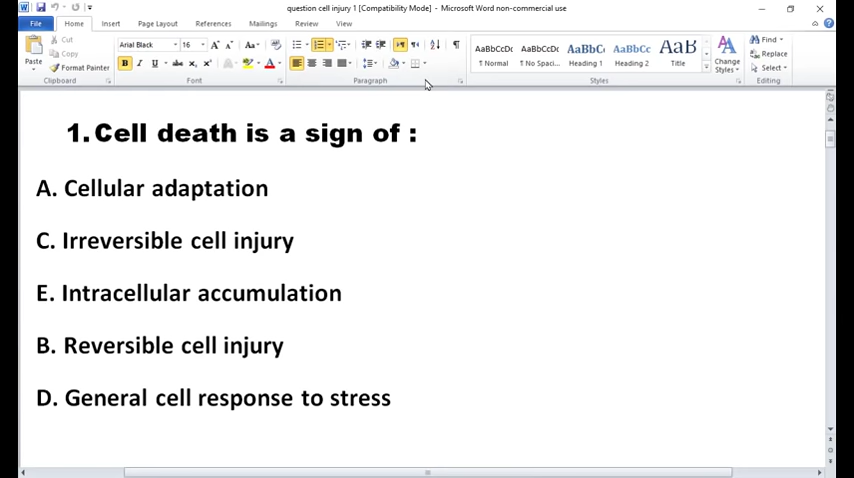 question cell injury 1 [Compatibility Mode] - Microsoft Word non-commercial use
File Home Insert Page Layout References Mailings Review View
Paste Cut Copy Format Painter
Clipboard
Arial Black 16
Font
Paragraph
AaBbCcDc AaBbCcDc AaBbCc AaBbCc AaB
¶ Normal ¶ No Spaci... Heading 1 Heading 2 Title
Change Styles
Styles
Find Replace Select
Editing
1. Cell death is a sign of :
A. Cellular adaptation
C. Irreversible cell injury
E. Intracellular accumulation
B. Reversible cell injury
D. General cell response to stress